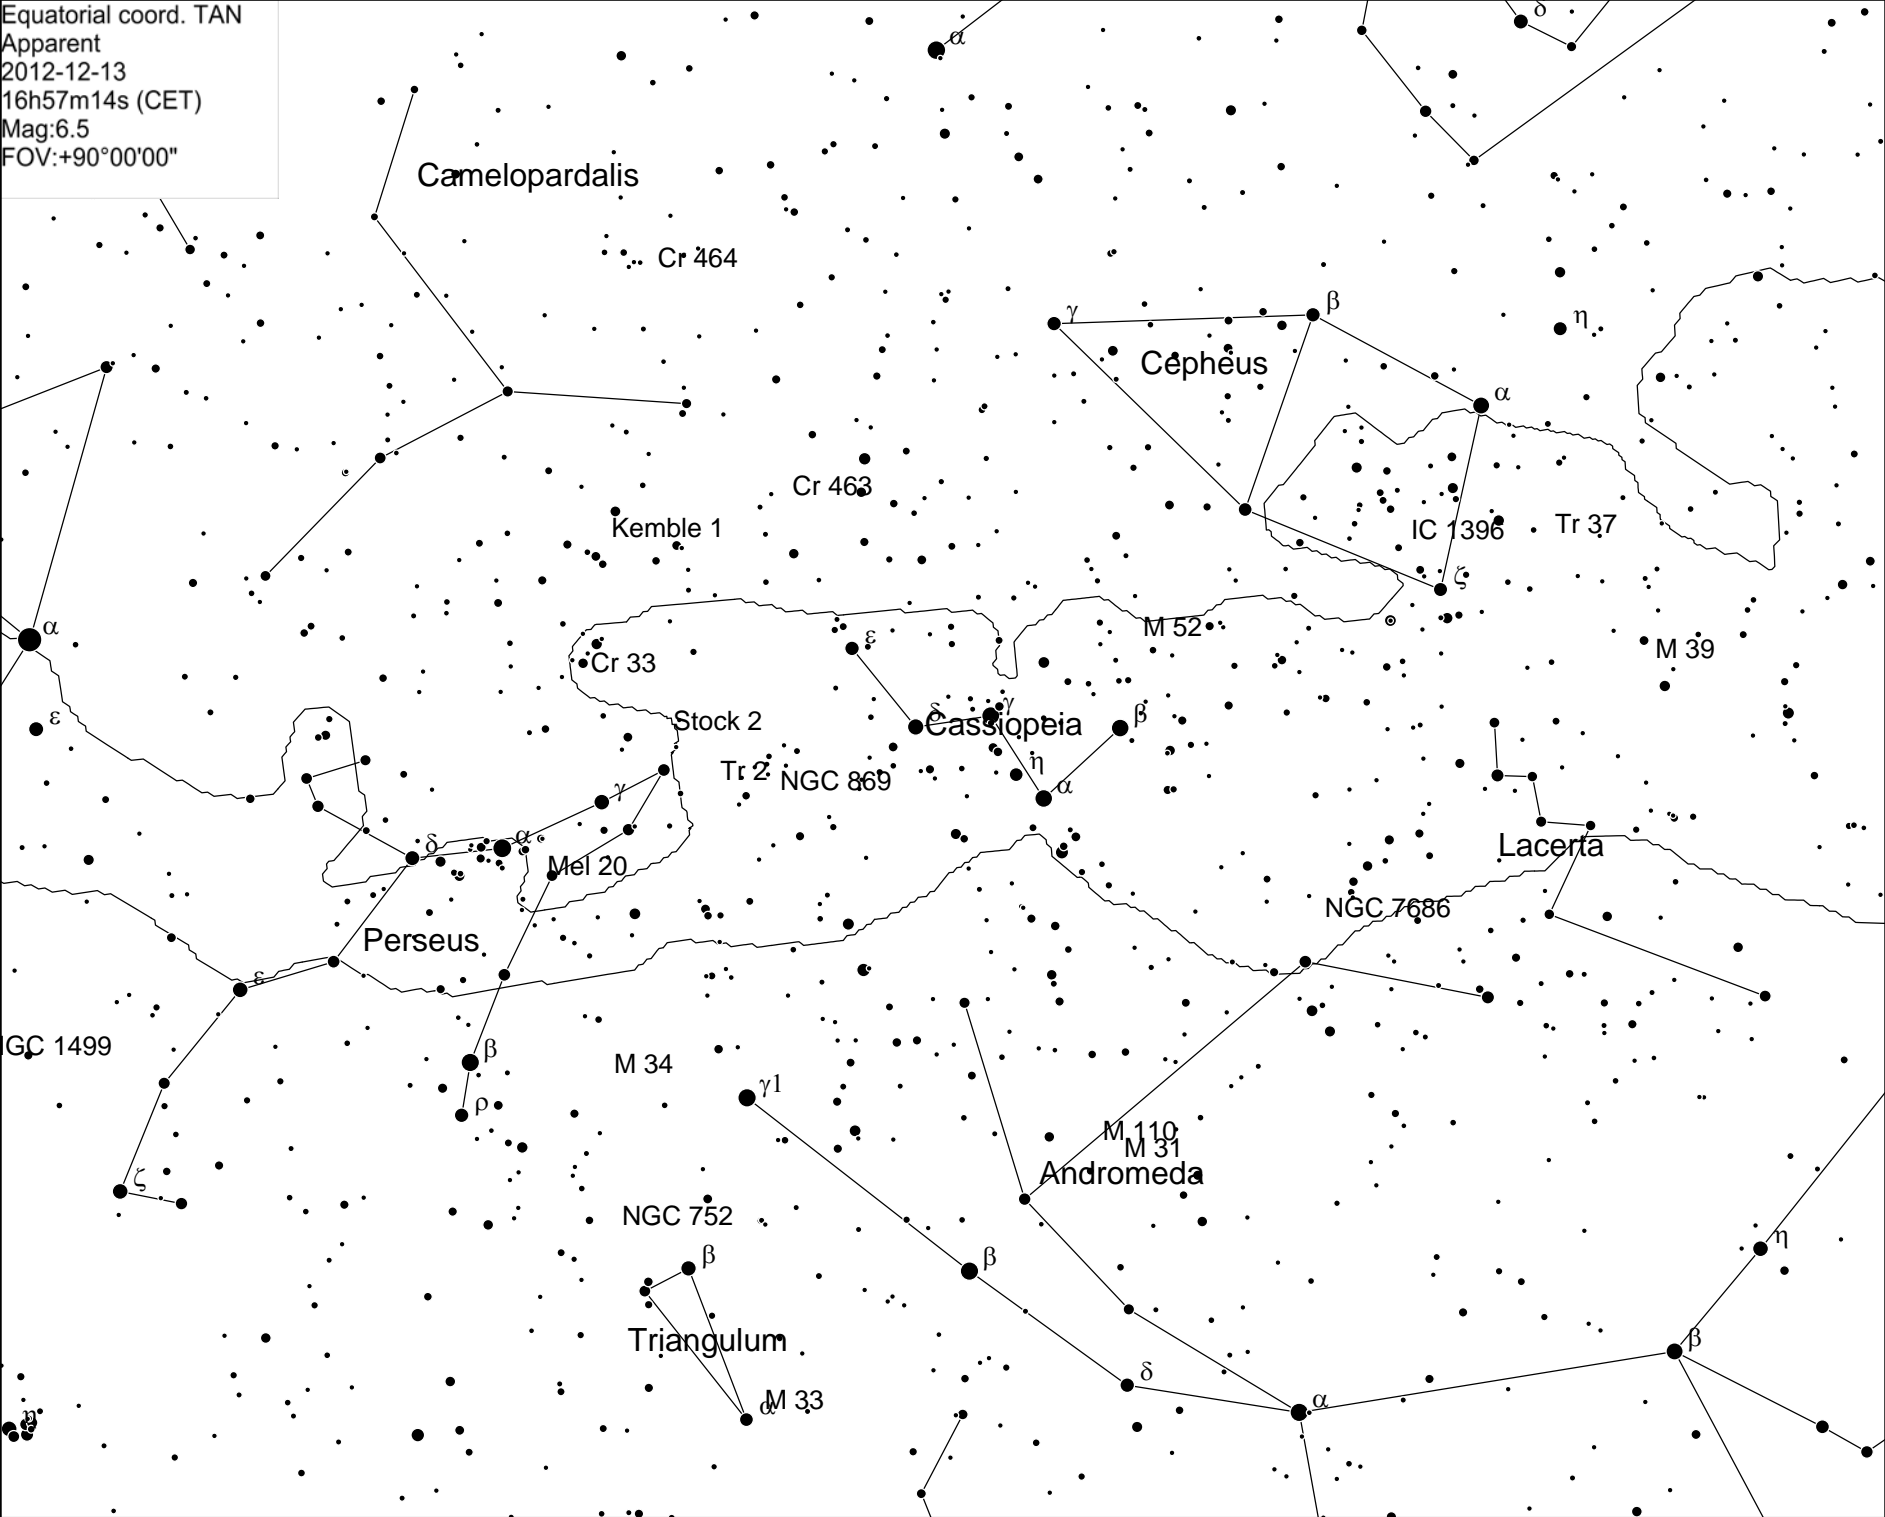 Equatorial coord. TAN
Apparent
2012-12-13
16h57m14s (CET)
Mag:6.5
FOV:+90°00'00"
δ
α
Camelopardalis
Cr 464
β
γ
η
Cepheus
α
Cr 463
Kemble 1
IC 1396
Tr 37
ζ
α
M 52
ε
M 39
Cr 33
γ
ε
δ
β
Stock 2
Cassiopeia
η
Tr 2
NGC 869
α
γ
α
δ
Lacerta
Mel 20
NGC 7686
Perseus
ε
GC 1499
β
M 34
γ1
ρ
M 110
M 31
Andromeda
ζ
NGC 752
η
β
β
Triangulum
β
δ
α
M 33
α
η